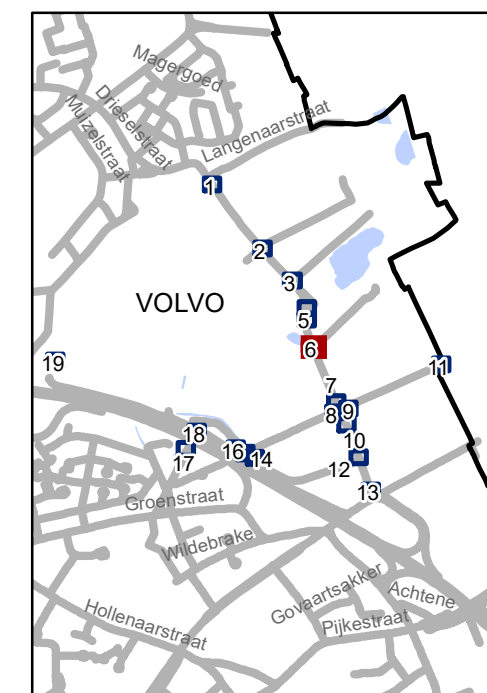 Magergoed
Drieselstraat
Muizelstraat
Langenaarstraat
1
2
3
VOLVO
5
6
19
11
7
8
9
18
17
16
14
10
12
13
Groenstraat
Wildebrake
Govaartsakker
Achtene
Hollenaarstraat
Pijkestraat